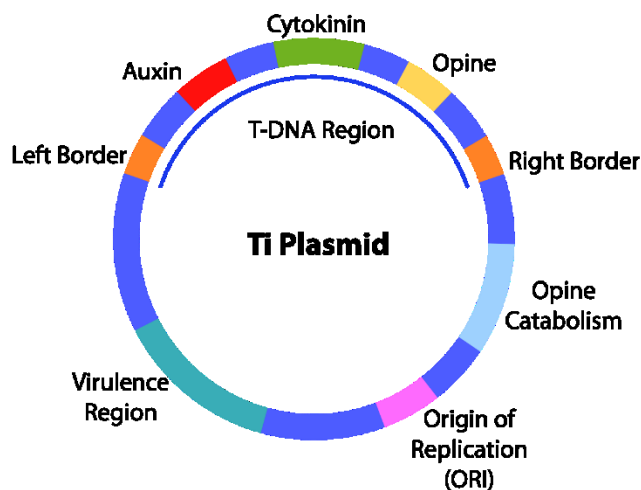 Cytokinin
Auxin
Opine
T-DNA Region
Left Border
Right Border
Ti Plasmid
Opine
Catabolism
Virulence
Region
Origin of
Replication
(ORI)